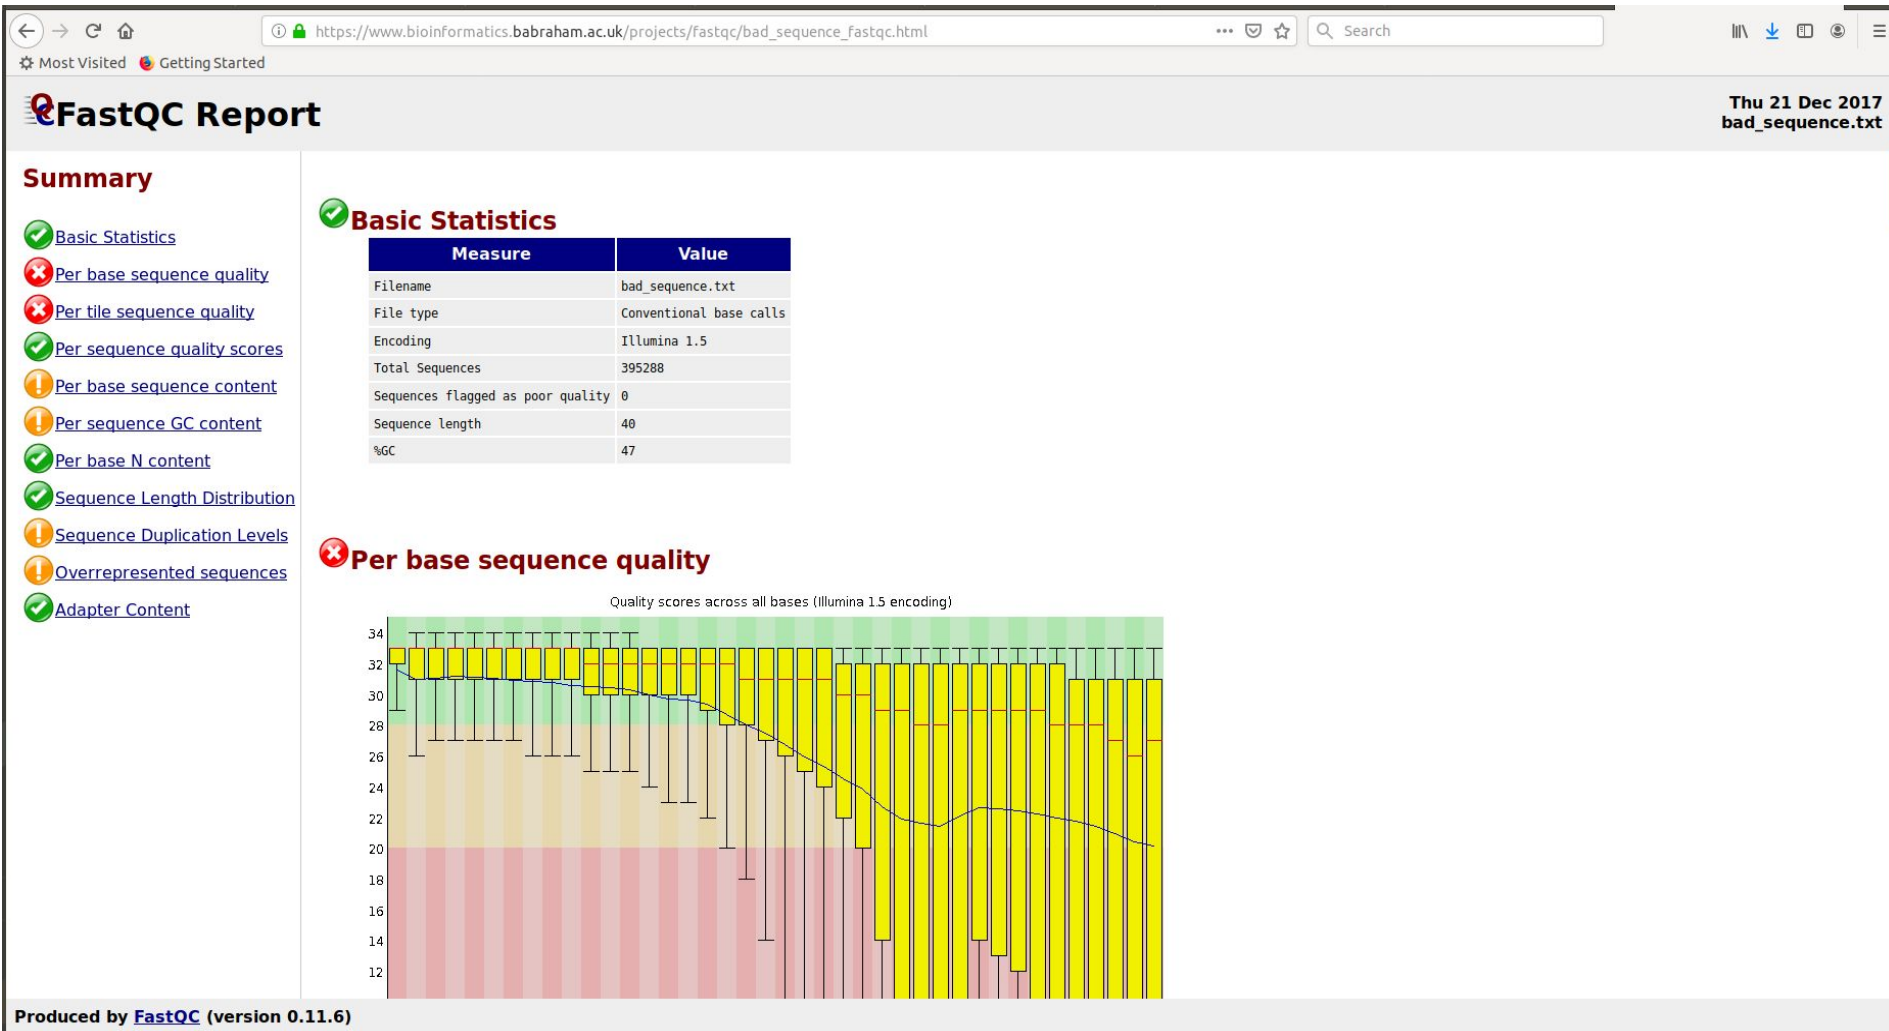 https://www.bioinformatics.babraham.ac.uk/projects/fastqc/bad_sequence_fastqc.html
Search
Most Visited Getting Started
FastQC Report
Thu 21 Dec 2017
bad_sequence.txt
Summary
Basic Statistics
Per base sequence quality
Per tile sequence quality
Per sequence quality scores
Per base sequence content
Per sequence GC content
Per base N content
Sequence Length Distribution
Sequence Duplication Levels
Overrepresented sequences
Adapter Content
Basic Statistics
Measure Value
Filename bad_sequence.txt
File type Conventional base calls
Encoding Illumina 1.5
Total Sequences 395288
Sequences flagged as poor quality 0
Sequence length 40
%GC 47
Per base sequence quality
Quality scores across all bases (Illumina 1.5 encoding)
34
32
30
28
26
24
22
20
18
16
14
12
Produced by FastQC (version 0.11.6)